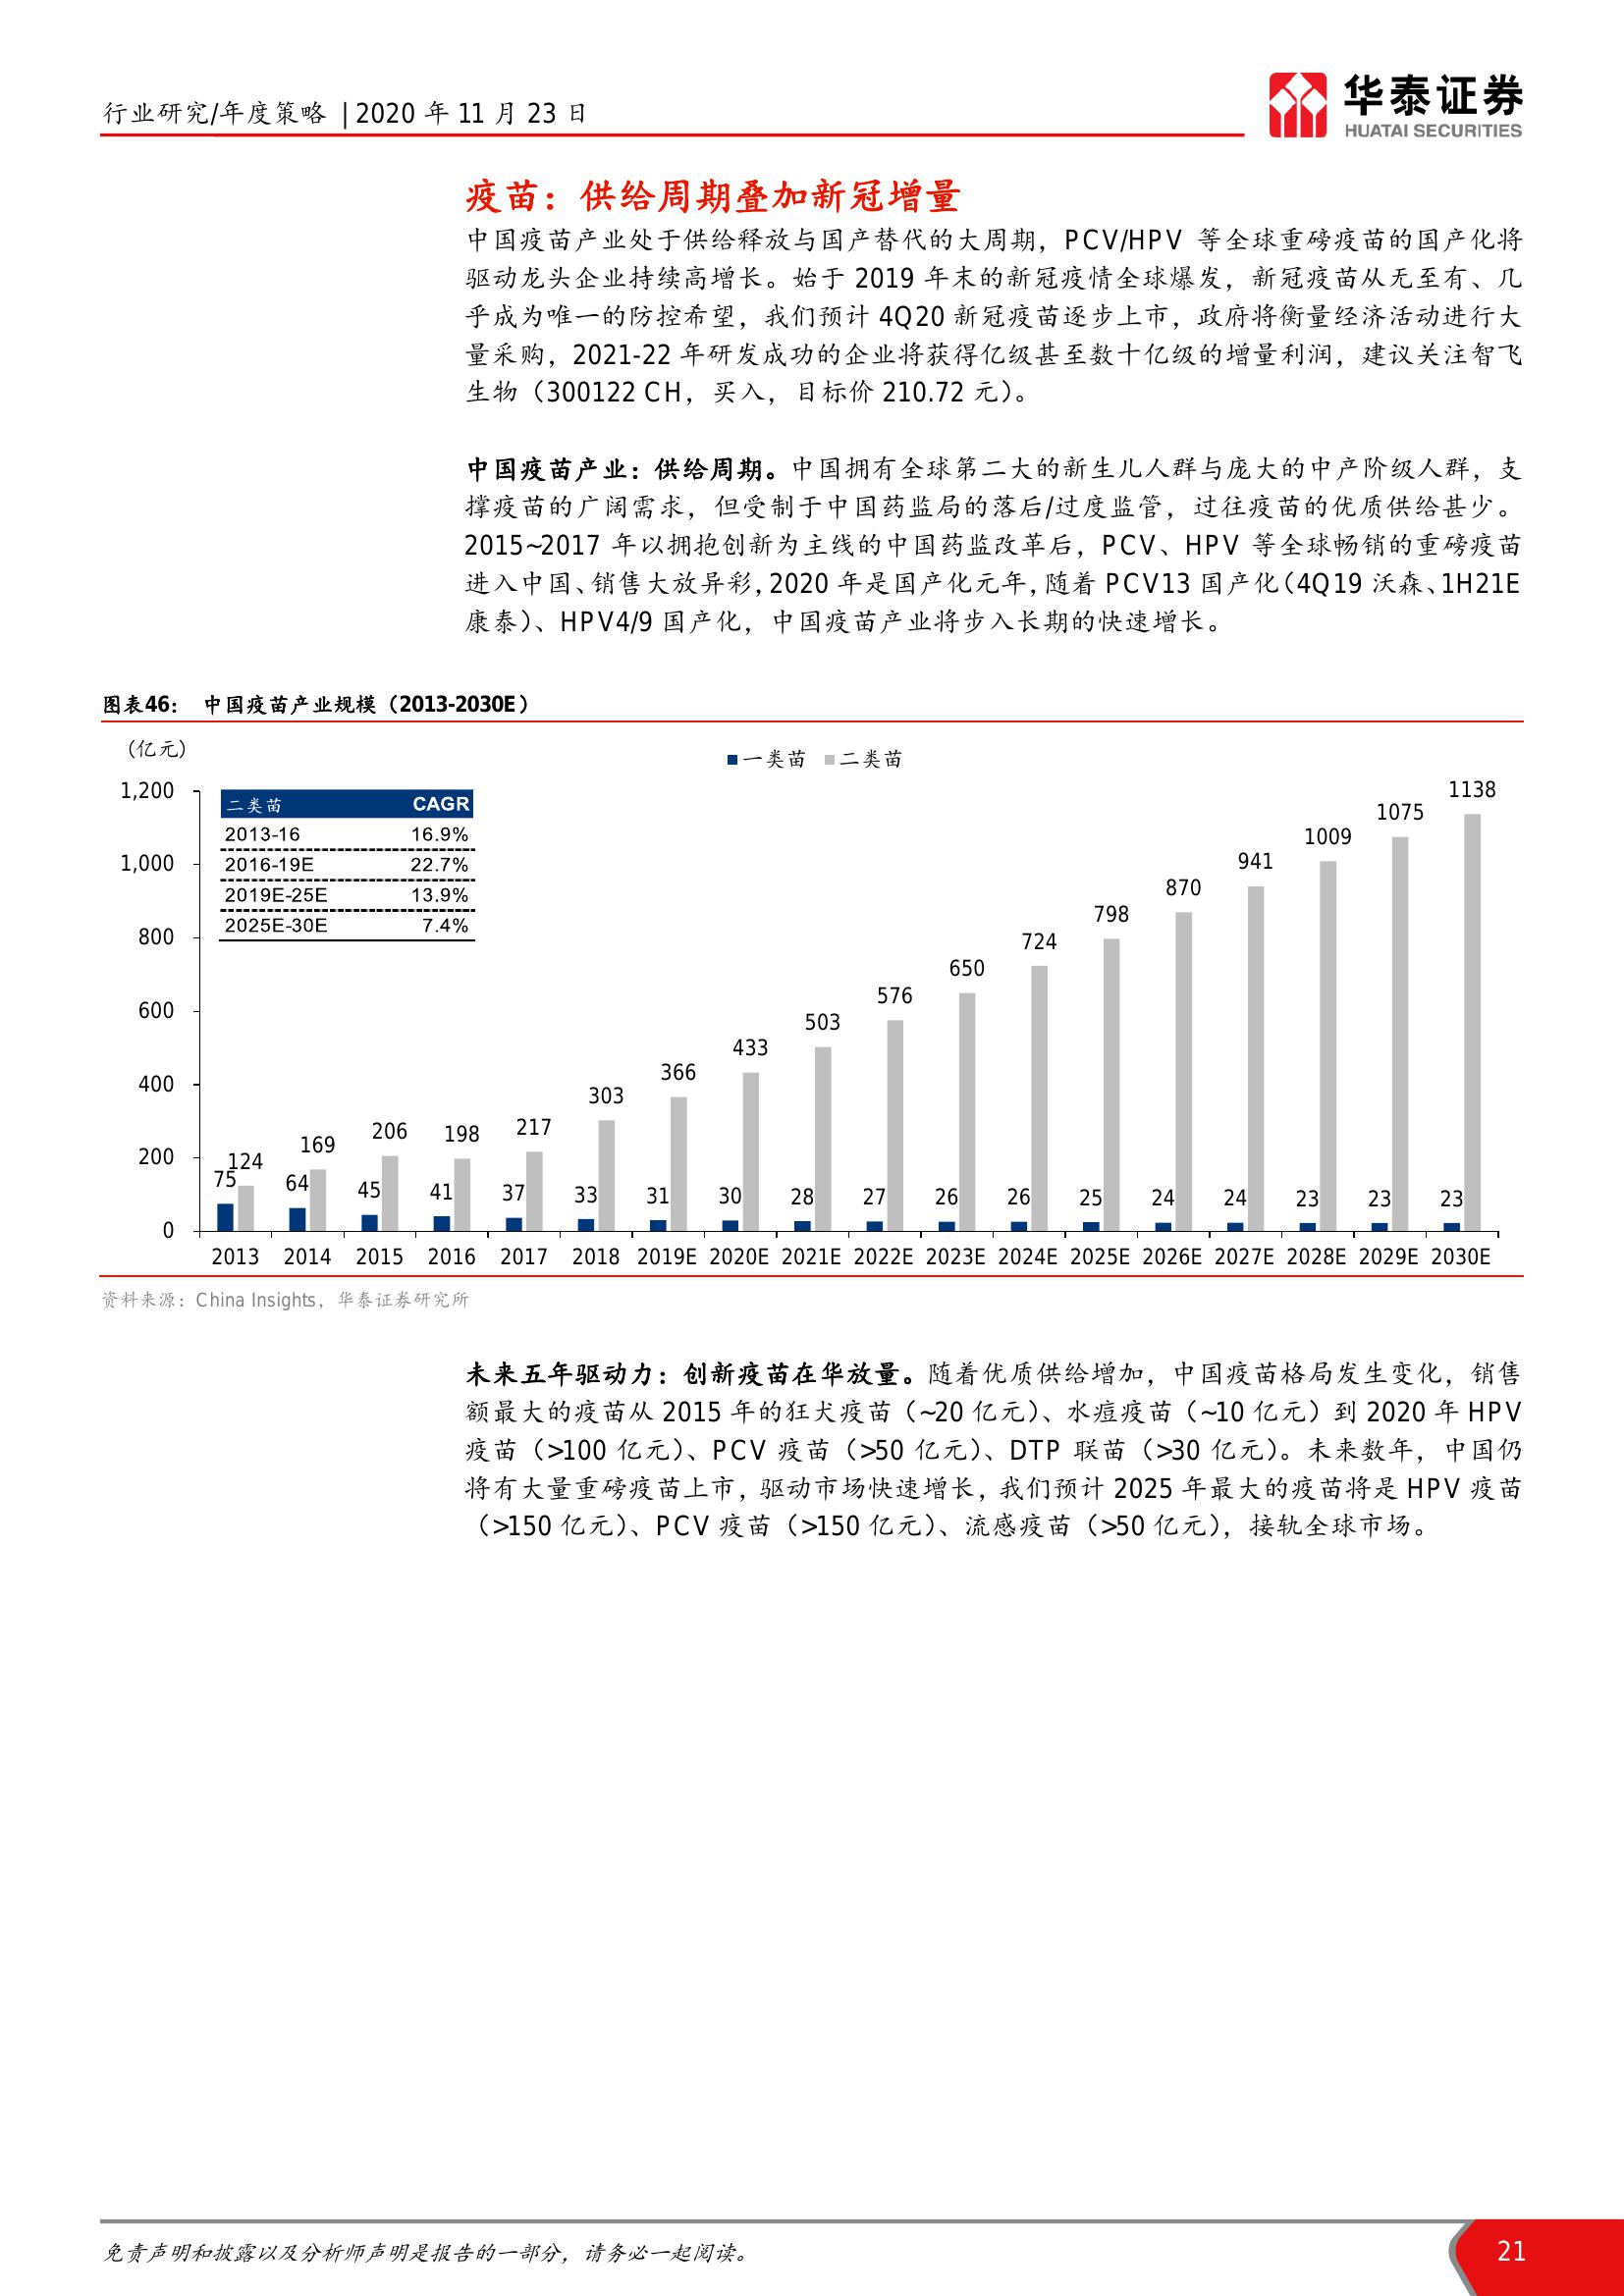 行业研究/年度策略 | 2020 年 11 月 23 日
华泰证券
HUATAI SECURITIES
疫苗：供给周期叠加新冠增量
中国疫苗产业处于供给释放与国产替代的大周期，PCV/HPV 等全球重磅疫苗的国产化将
驱动龙头企业持续高增长。始于 2019 年末的新冠疫情全球爆发，新冠疫苗从无至有、几
乎成为唯一的防控希望，我们预计 4Q20 新冠疫苗逐步上市，政府将衡量经济活动进行大
量采购，2021-22 年研发成功的企业将获得亿级甚至数十亿级的增量利润，建议关注智飞
生物（300122 CH，买入，目标价 210.72 元）。
中国疫苗产业：供给周期。中国拥有全球第二大的新生儿人群与庞大的中产阶级人群，支
撑疫苗的广阔需求，但受制于中国药监局的落后/过度监管，过往疫苗的优质供给甚少。
2015~2017 年以拥抱创新为主线的中国药监改革后，PCV、HPV 等全球畅销的重磅疫苗
进入中国、销售大放异彩，2020 年是国产化元年，随着 PCV13 国产化（4Q19 沃森、1H21E
康泰）、HPV4/9 国产化，中国疫苗产业将步入长期的快速增长。
图表46： 中国疫苗产业规模（2013-2030E）
（亿元）
一类苗 二类苗
1,200
1,000
800
600
400
200
0
二类苗 CAGR
2013-16 16.9%
2016-19E 22.7%
2019E-25E 13.9%
2025E-30E 7.4%
124 169 206 198 217 303 366 433 503 576 650 724 798 870 941 1009 1075 1138
75 64 45 41 37 33 31 30 28 27 26 26 25 24 24 23 23 23
2013 2014 2015 2016 2017 2018 2019E 2020E 2021E 2022E 2023E 2024E 2025E 2026E 2027E 2028E 2029E 2030E
资料来源：China Insights，华泰证券研究所
未来五年驱动力：创新疫苗在华放量。随着优质供给增加，中国疫苗格局发生变化，销售
额最大的疫苗从 2015 年的狂犬疫苗（~20 亿元）、水痘疫苗（~10 亿元）到 2020 年 HPV
疫苗（>100 亿元）、PCV 疫苗（>50 亿元）、DTP 联苗（>30 亿元）。未来数年，中国仍
将有大量重磅疫苗上市，驱动市场快速增长，我们预计 2025 年最大的疫苗将是 HPV 疫苗
（>150 亿元）、PCV 疫苗（>150 亿元）、流感疫苗（>50 亿元），接轨全球市场。
免责声明和披露以及分析师声明是报告的一部分，请务必一起阅读。
21